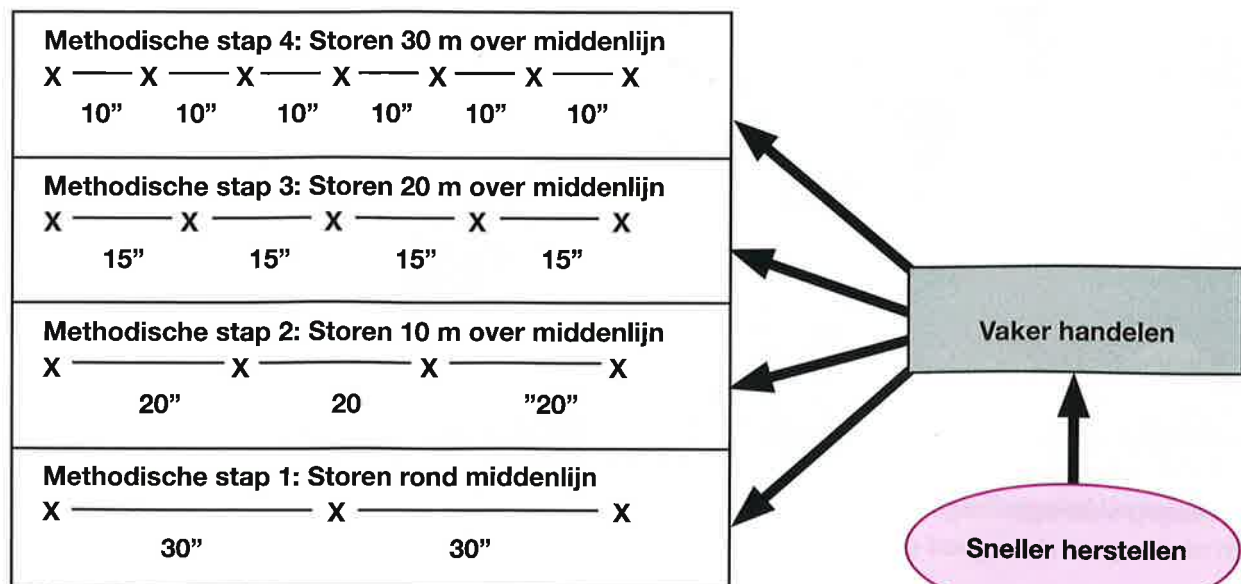 Methodische stap 4: Storen 30 m over middenlijn
X X X X X X X
10” 10” 10” 10” 10” 10”
Methodische stap 3: Storen 20 m over middenlijn
X X X X X
15” 15” 15” 15”
Methodische stap 2: Storen 10 m over middenlijn
X X X X
20” 20 ”20”
Methodische stap 1: Storen rond middenlijn
X X X
30” 30”
Vaker handelen
Sneller herstellen